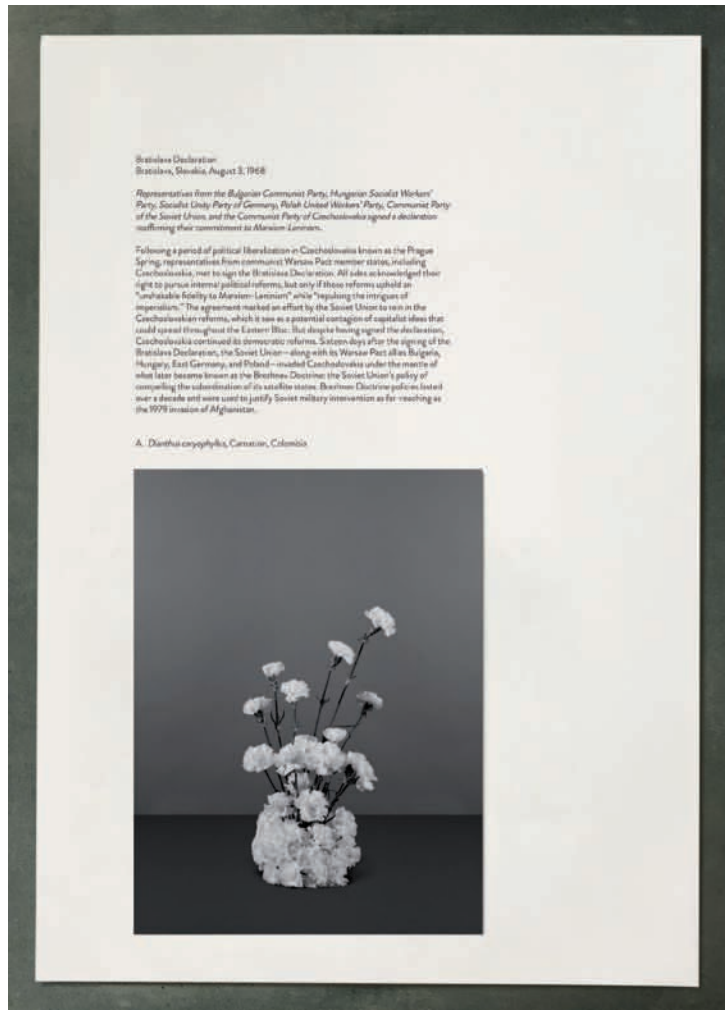 Bratislava Declaration
Bratislava, Slovakia, August 3, 1968
Representatives from the Bulgarian Communist Party, Hungarian Socialist Workers'
Party, Socialist Unity Party of Germany, Polish United Workers' Party, Communist Party
of the Soviet Union, and the Communist Party of Czechoslovakia signed a declaration
reaffirming their commitment to Marxism-Leninism.
Following a period of political liberalization in Czechoslovakia known as the Prague
Spring, representatives from communist Warsaw Pact member states, including
Czechoslovakia, met to sign the Bratislava Declaration. All sides acknowledged their
right to pursue internal political reforms, but only if those reforms upheld an
"unshakable fidelity to Marxism-Leninism" while "repulsing the intrigues of
imperialism." The agreement marked an effort by the Soviet Union to rein in the
Czechoslovakian reforms, which it saw as a potential contagion of capitalist ideas that
could spread throughout the Eastern Bloc. But despite having signed the declaration,
Czechoslovakia continued its democratic reforms. Sixteen days after the signing of the
Bratislava Declaration, the Soviet Union—along with its Warsaw Pact allies Bulgaria,
Hungary, East Germany, and Poland—invaded Czechoslovakia under the mantle of
what later became known as the Brezhnev Doctrine: the Soviet Union's policy of
compelling the subordination of its satellite states. Brezhnev Doctrine policies lasted
over a decade and were used to justify Soviet military intervention as far-reaching as
the 1979 invasion of Afghanistan.
A. Dianthus caryophyllus, Carnation, Colombia